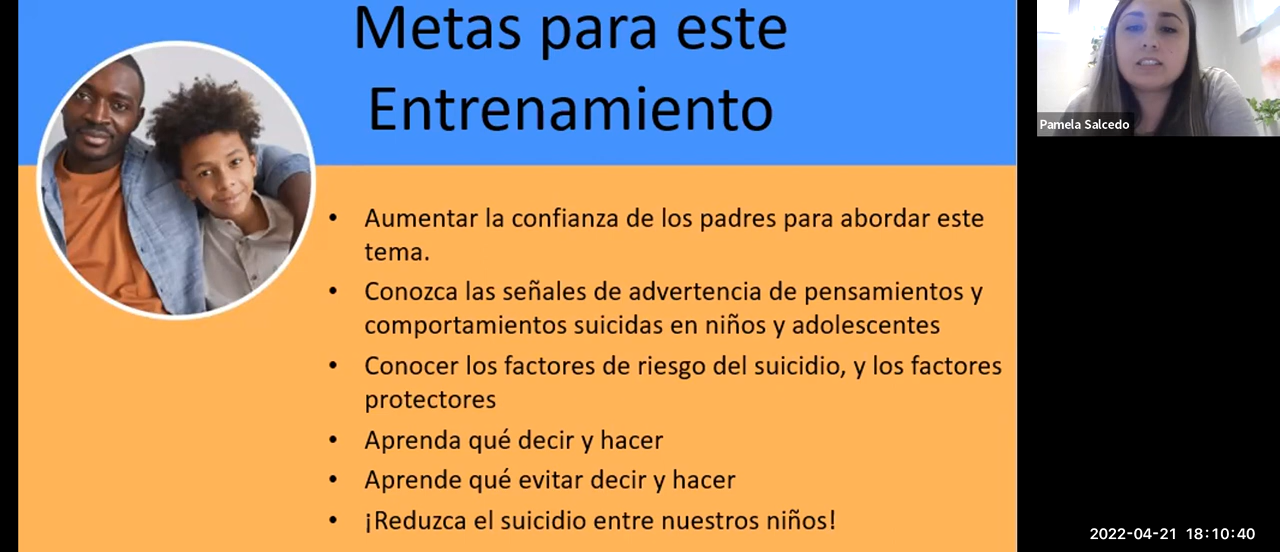 Metas para este
Entrenamiento
• Aumentar la confianza de los padres para abordar este
tema.
• Conozca las señales de advertencia de pensamientos y
comportamientos suicidas en niños y adolescentes
• Conocer los factores de riesgo del suicidio, y los factores
protectores
• Aprenda qué decir y hacer
• Aprende qué evitar decir y hacer
• ¡Reduzca el suicidio entre nuestros niños!
Pamela Salcedo
2022-04-21 18:10:40